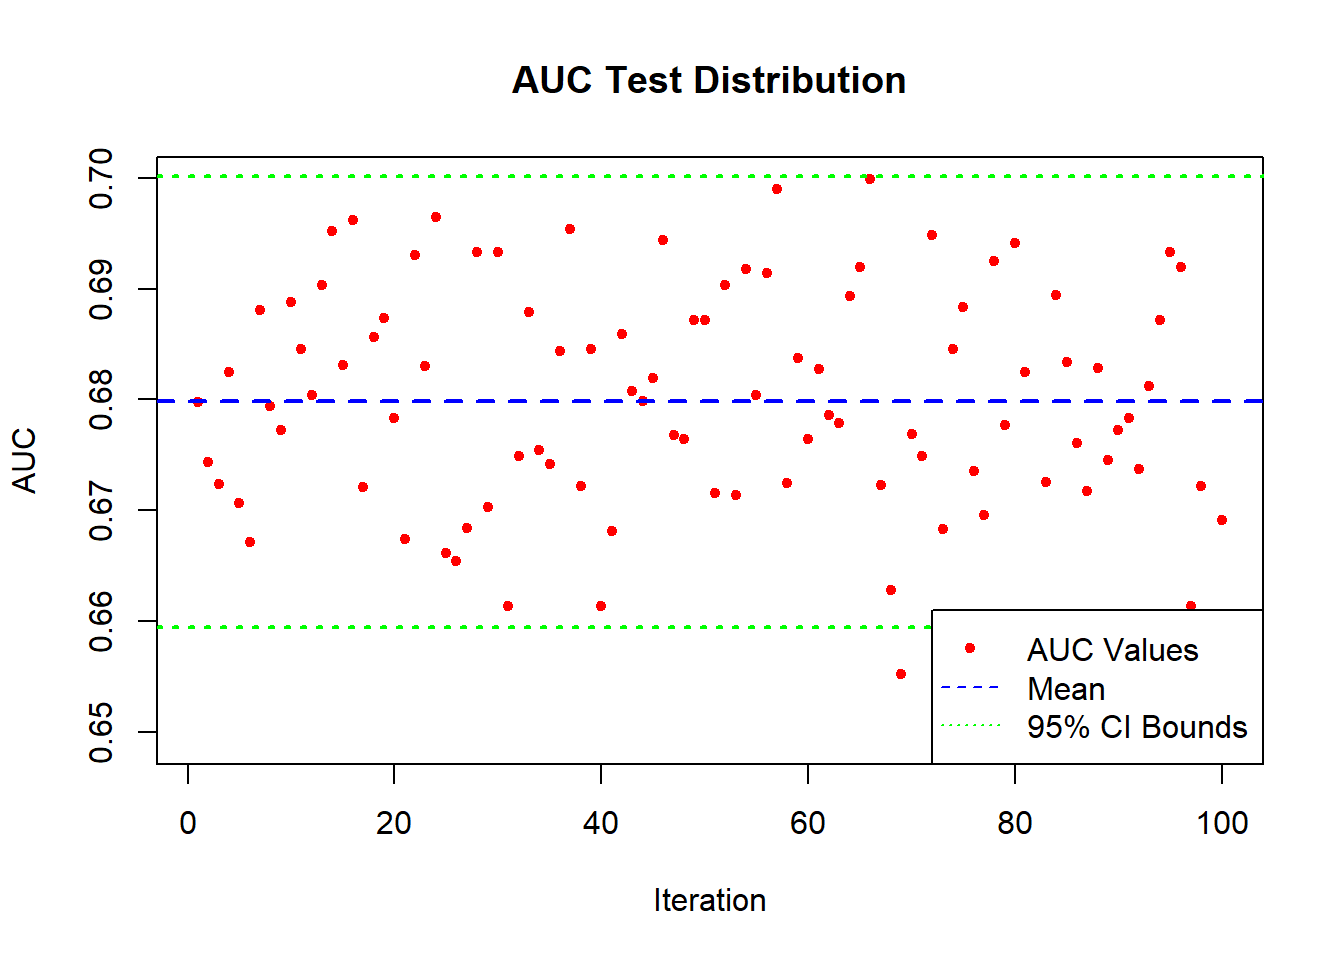 AUC Test Distribution
AUC
0.70
0.69
0.68
0.67
0.66
0.65
AUC Values
Mean
95% CI Bounds
0 20 40 60 80 100
Iteration